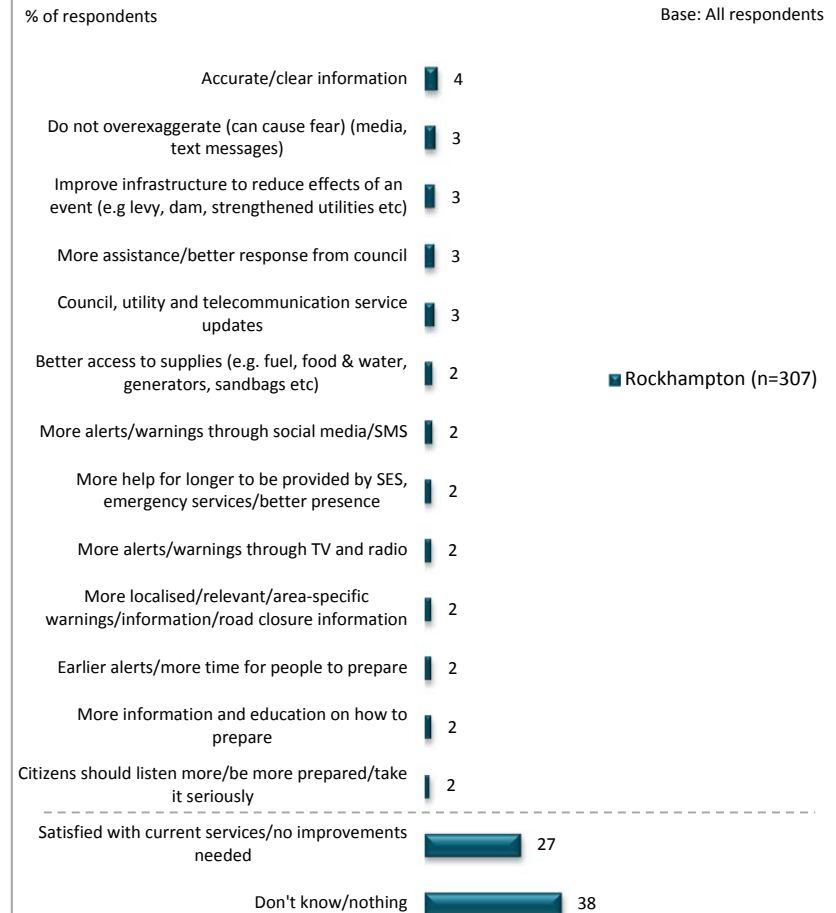 % of respondents
Base: All respondents
Accurate/clear information
4
Do not overexaggerate (can cause fear) (media,
text messages)
3
Improve infrastructure to reduce effects of an
event (e.g levy, dam, strengthened utilities etc)
3
More assistance/better response from council
3
Council, utility and telecommunication service
updates
3
Better access to supplies (e.g. fuel, food & water,
generators, sandbags etc)
2
Rockhampton (n=307)
More alerts/warnings through social media/SMS
2
More help for longer to be provided by SES,
emergency services/better presence
2
More alerts/warnings through TV and radio
2
More localised/relevant/area-specific
warnings/information/road closure information
2
Earlier alerts/more time for people to prepare
2
More information and education on how to
prepare
2
Citizens should listen more/be more prepared/take
it seriously
2
Satisfied with current services/no improvements
needed
27
Don't know/nothing
38